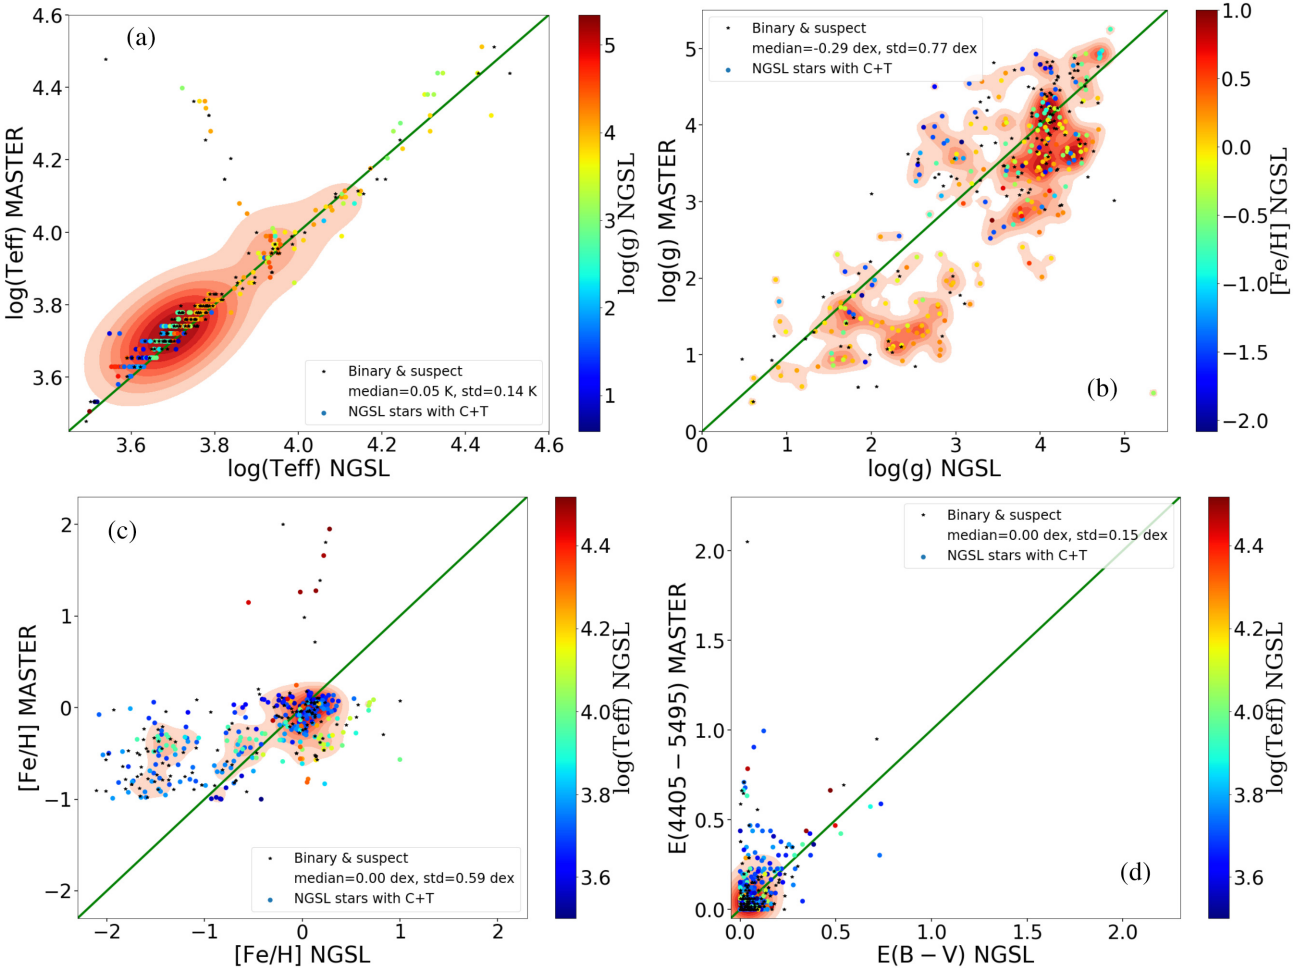 (a)
4.6
4.4
4.2
4.0
3.8
3.6
log(Teff) MASTER
Binary & suspect
median=0.05 K, std=0.14 K
NGSL stars with C+T
3.6 3.8 4.0 4.2 4.4 4.6
log(Teff) NGSL
5
4
3
2
1
log(g) NGSL
(b)
5
4
3
2
1
0
log(g) MASTER
Binary & suspect
median=-0.29 dex, std=0.77 dex
NGSL stars with C+T
0 1 2 3 4 5
log(g) NGSL
1.0
0.5
0.0
−0.5
−1.0
−1.5
−2.0
[Fe/H] NGSL
(c)
2
1
0
−1
−2
[Fe/H] MASTER
Binary & suspect
median=0.00 dex, std=0.59 dex
NGSL stars with C+T
−2 −1 0 1 2
[Fe/H] NGSL
4.4
4.2
4.0
3.8
3.6
log(Teff) NGSL
(d)
2.0
1.5
1.0
0.5
0.0
E(4405 − 5495) MASTER
Binary & suspect
median=0.00 dex, std=0.15 dex
NGSL stars with C+T
0.0 0.5 1.0 1.5 2.0
E(B − V) NGSL
4.4
4.2
4.0
3.8
3.6
log(Teff) NGSL